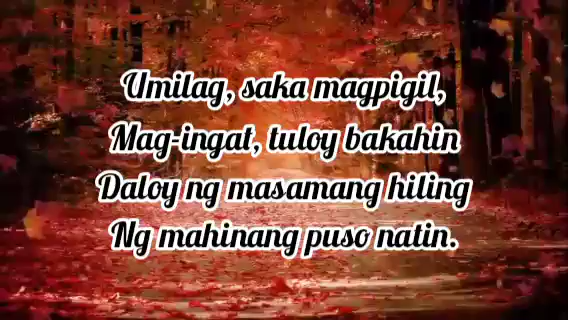 Umilag, saka magpigil,
Mag-ingat, tuloy bakahin
Daloy ng masamang hiling
Ng mahinang puso natin.